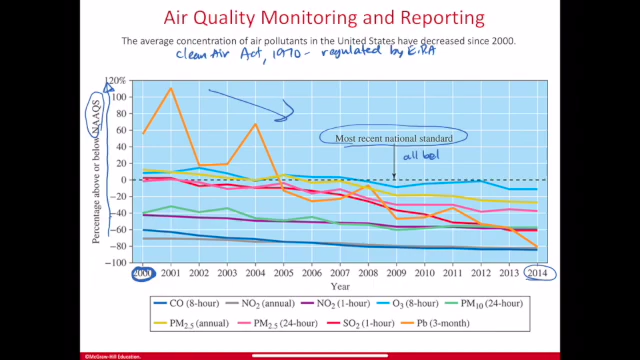 Air Quality Monitoring and Reporting
The average concentration of air pollutants in the United States have decreased since 2000.
Clean Air Act, 1970 - regulated by E.P.A
Percentage above or below NAAQS
120%
100
80
60
40
20
0
−20
−40
−60
−80
−100
Most recent national standard
all bel
2000 2001 2002 2003 2004 2005 2006 2007 2008 2009 2010 2011 2012 2013 2014
Year
CO (8-hour) NO2 (annual) NO2 (1-hour) O3 (8-hour) PM10 (24-hour)
PM2.5 (annual) PM2.5 (24-hour) SO2 (1-hour) Pb (3-month)
©McGraw-Hill Education.